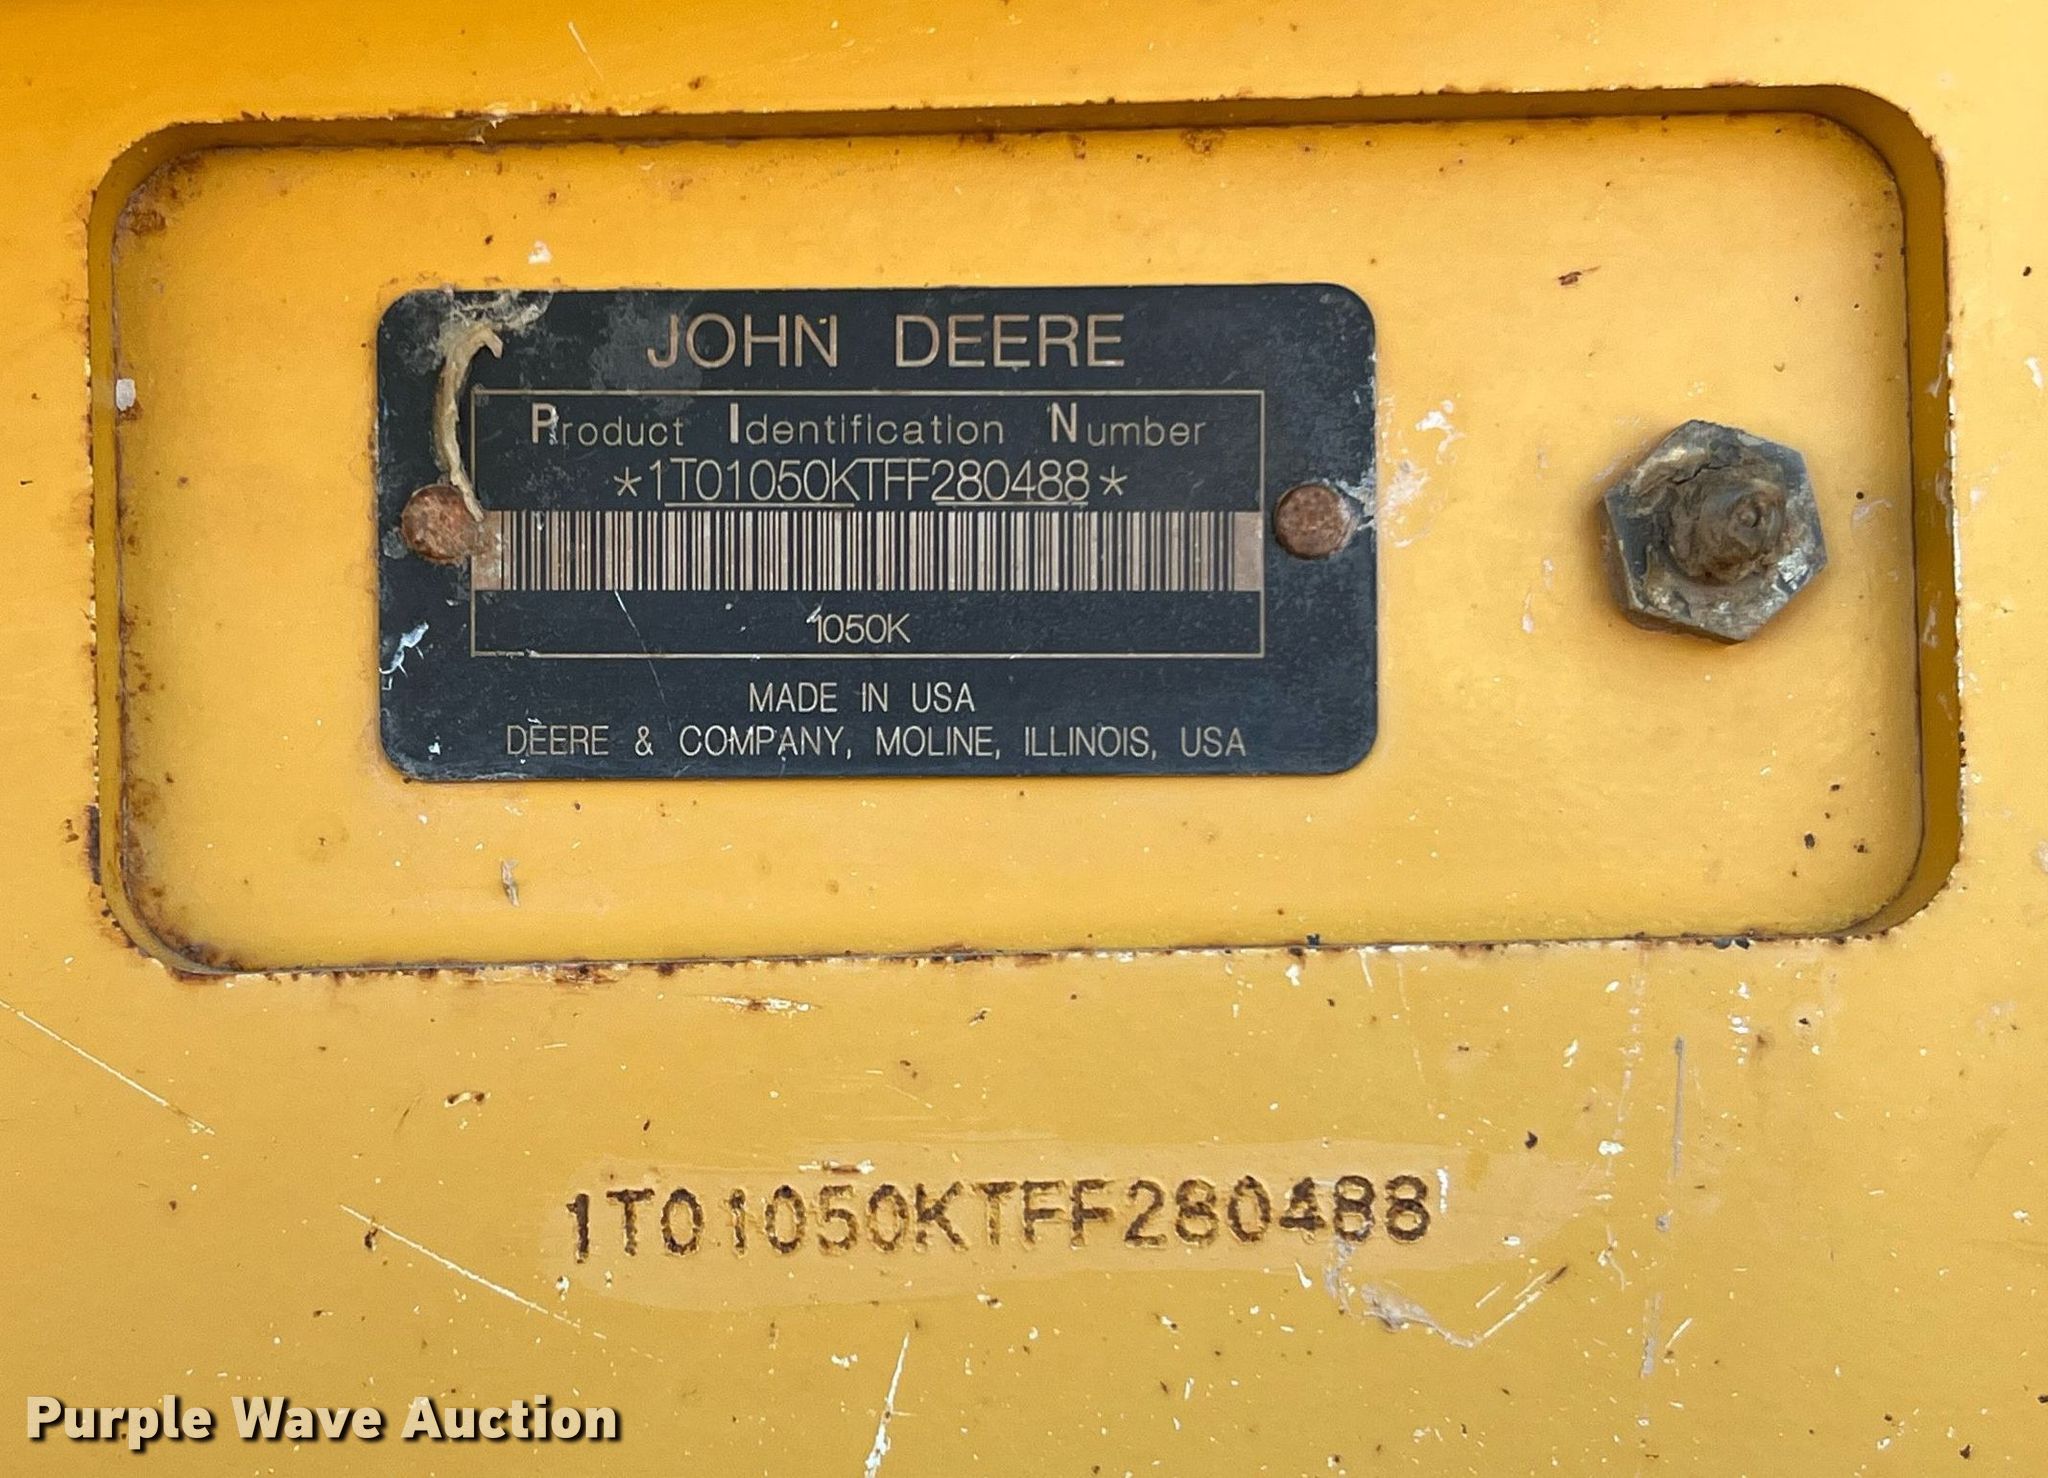 JOHN DEERE
Product Identification Number
*1T01050KTFF280488*
1050K
MADE IN USA
DEERE & COMPANY, MOLINE, ILLINOIS, USA
1T01050KTFF280488
Purple Wave Auction